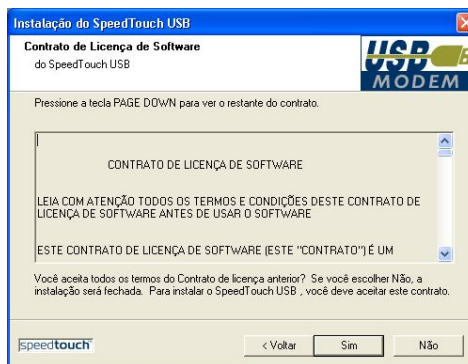 Instalação do SpeedTouch USB
Contrato de Licença de Software
do SpeedTouch USB
USB
MODEM
Pressione a tecla PAGE DOWN para ver o restante do contrato.
CONTRATO DE LICENÇA DE SOFTWARE
LEIA COM ATENÇÃO TODOS OS TERMOS E CONDIÇÕES DESTE CONTRATO DE
LICENÇA DE SOFTWARE ANTES DE USAR O SOFTWARE
ESTE CONTRATO DE LICENÇA DE SOFTWARE (ESTE "CONTRATO") É UM
Você aceita todos os termos do Contrato de licença anterior? Se você escolher Não, a
instalação será fechada. Para instalar o SpeedTouch USB , você deve aceitar este contrato.
speedtouch™
< Voltar
Sim
Não